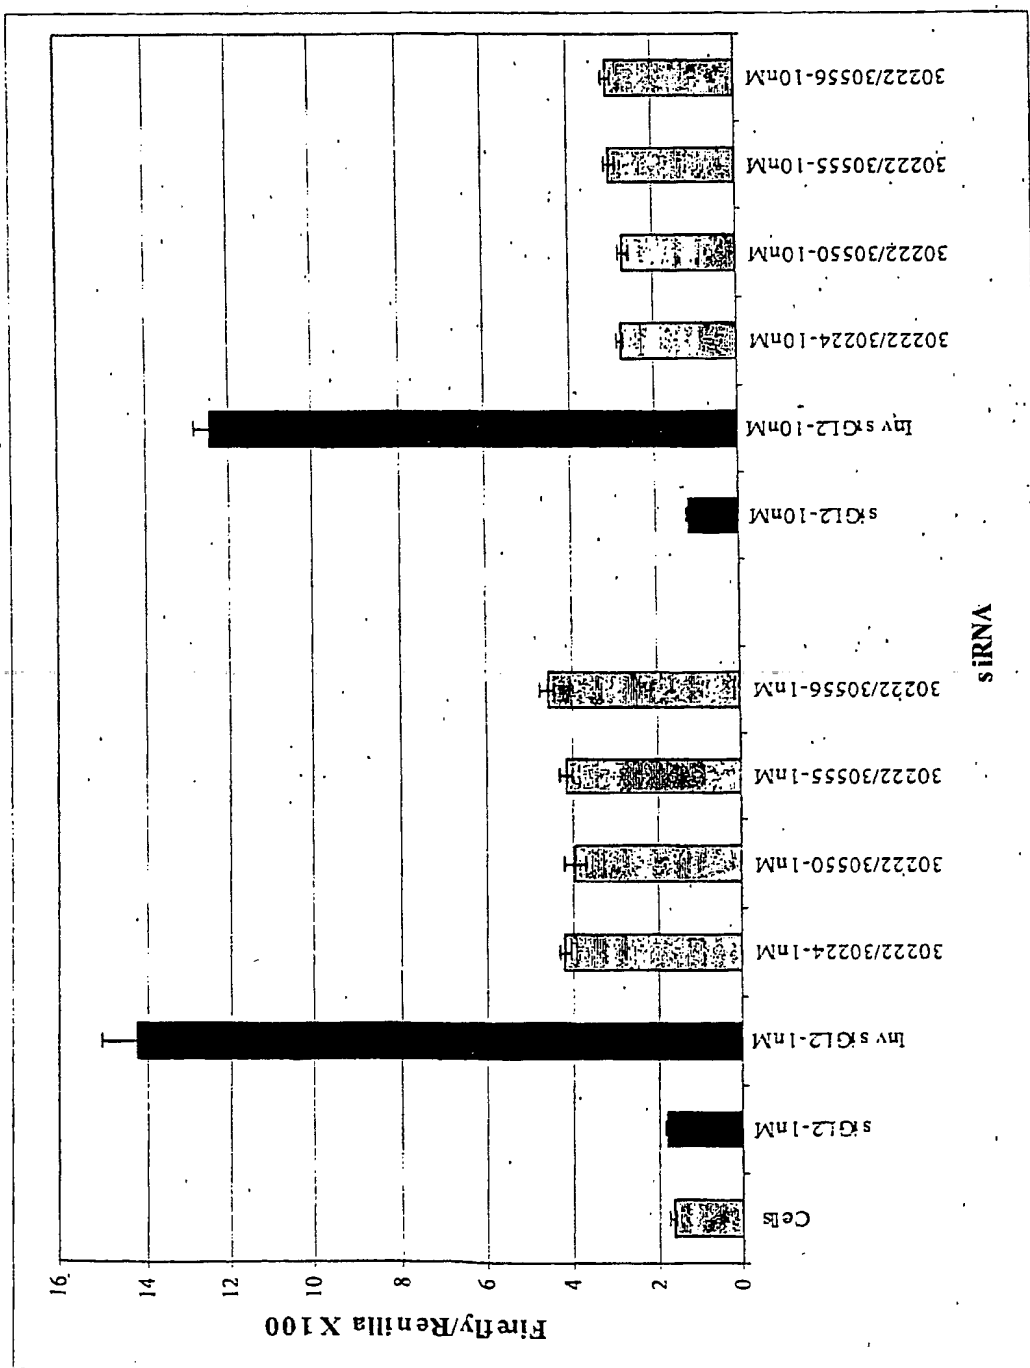 Firefly/Renilla X 100
16
14
12
10
8
6
4
2
0
Cells
siGL2-1nM
Inv siGL2-1nM
30222/30224-1nM
30222/30550-1nM
30222/30555-1nM
30222/30556-1nM
siGL2-10nM
Inv siGL2-10nM
30222/30224-10nM
30222/30550-10nM
30222/30555-10nM
30222/30556-10nM
siRNA